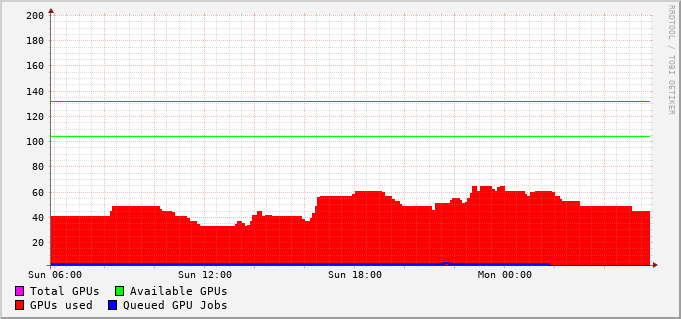 200
180
160
140
120
100
80
60
40
20
Sun 06:00 Sun 12:00 Sun 18:00 Mon 00:00
Total GPUs Available GPUs
GPUs used Queued GPU Jobs
RRDTOOL / TOBI OETIKER